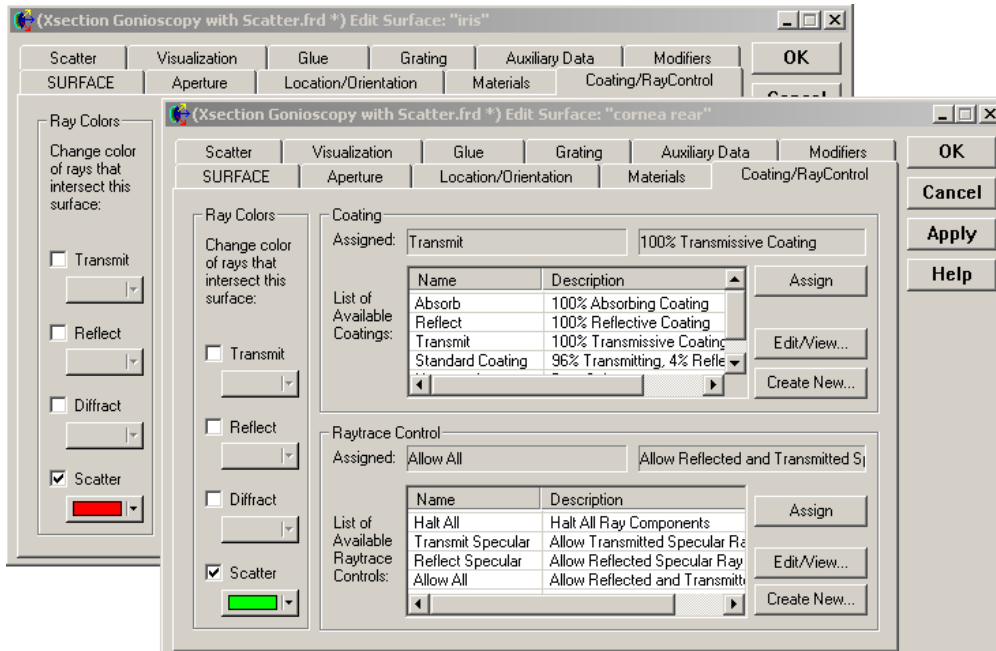 (Xsection Gonioscopy with Scatter.frd *) Edit Surface: "iris"
Scatter Visualization Glue Grating Auxiliary Data Modifiers
SURFACE Aperture Location/Orientation Materials Coating/RayControl
OK
Ray Colors
Change color
of rays that
intersect this
surface:
Transmit
Reflect
Diffract
Scatter
(Xsection Gonioscopy with Scatter.frd *) Edit Surface: "cornea rear"
Scatter Visualization Glue Grating Auxiliary Data Modifiers
SURFACE Aperture Location/Orientation Materials Coating/RayControl
OK
Cancel
Apply
Help
Ray Colors
Change color
of rays that
intersect this
surface:
Transmit
Reflect
Diffract
Scatter
Coating
Assigned: Transmit 100% Transmissive Coating
List of
Available
Coatings:
Name Description
Absorb 100% Absorbing Coating
Reflect 100% Reflective Coating
Transmit 100% Transmissive Coating
Standard Coating 96% Transmitting, 4% Refle
Assign
Edit/View...
Create New...
Raytrace Control
Assigned: Allow All Allow Reflected and Transmitted
List of
Available
Raytrace
Controls:
Name Description
Halt All Halt All Ray Components
Transmit Specular Allow Transmitted Specular Ra
Reflect Specular Allow Reflected Specular Ray
Allow All Allow Reflected and Transmitt
Assign
Edit/View...
Create New...